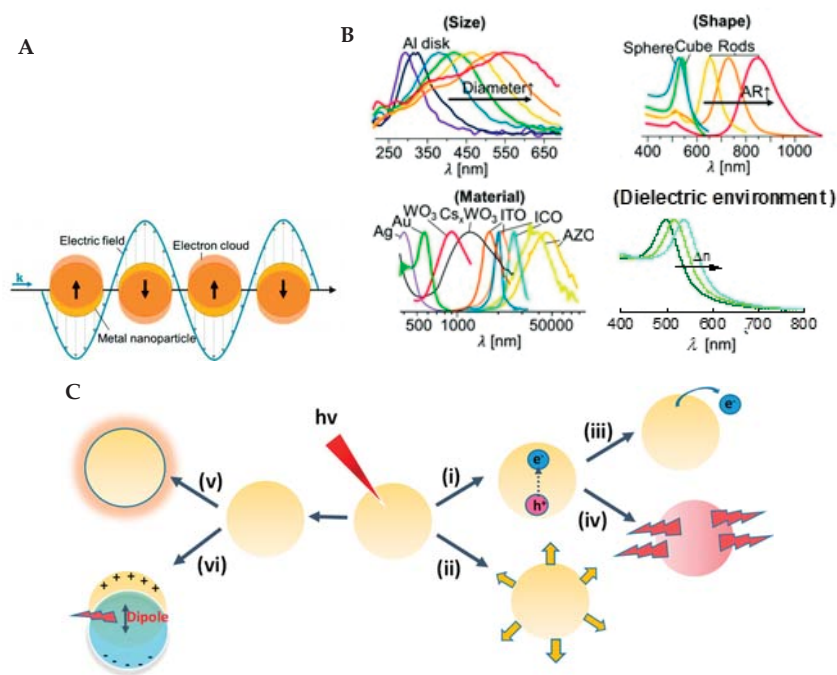 A
Electric field
Electron cloud
k
Metal nanoparticle
B
(Size)
Al disk
Diameter↑
250 350 450 550 650
λ [nm]
(Shape)
Sphere Cube Rods
AR↑
400 600 800 1000
λ [nm]
(Material)
Ag Au WO3 CsxWO3 ITO ICO AZO
500 1000 50000
λ [nm]
(Dielectric environment)
Δn
400 500 600 700 800
λ [nm]
C
hν
(i)
e-
h+
(ii)
(iii)
e-
(iv)
(v)
(vi)
+ + + + +
Dipole
- - - - -